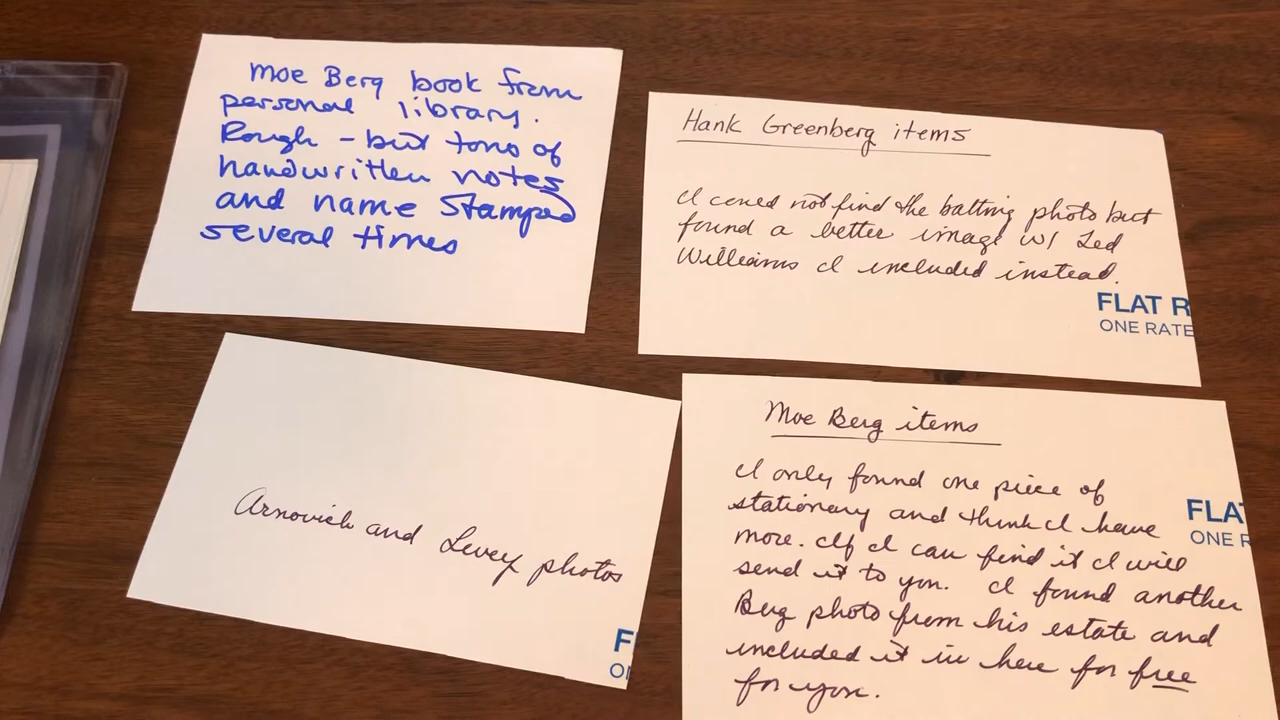 Moe Berg book from
personal library.
Rough - but tons of
handwritten notes
and name stamped
several times
Hank Greenberg items
I could not find the batting photo but
found a better image w/ Ted
Williams I included instead.
FLAT R
ONE RATE
Arnovich and Levey photos
F
O
Moe Berg items
I only found one piece of
stationary and think I have
more. If I can find it I will
send it to you. I found another
Berg photo from his estate and
included it in here for free
for you.
FLAT
ONE R